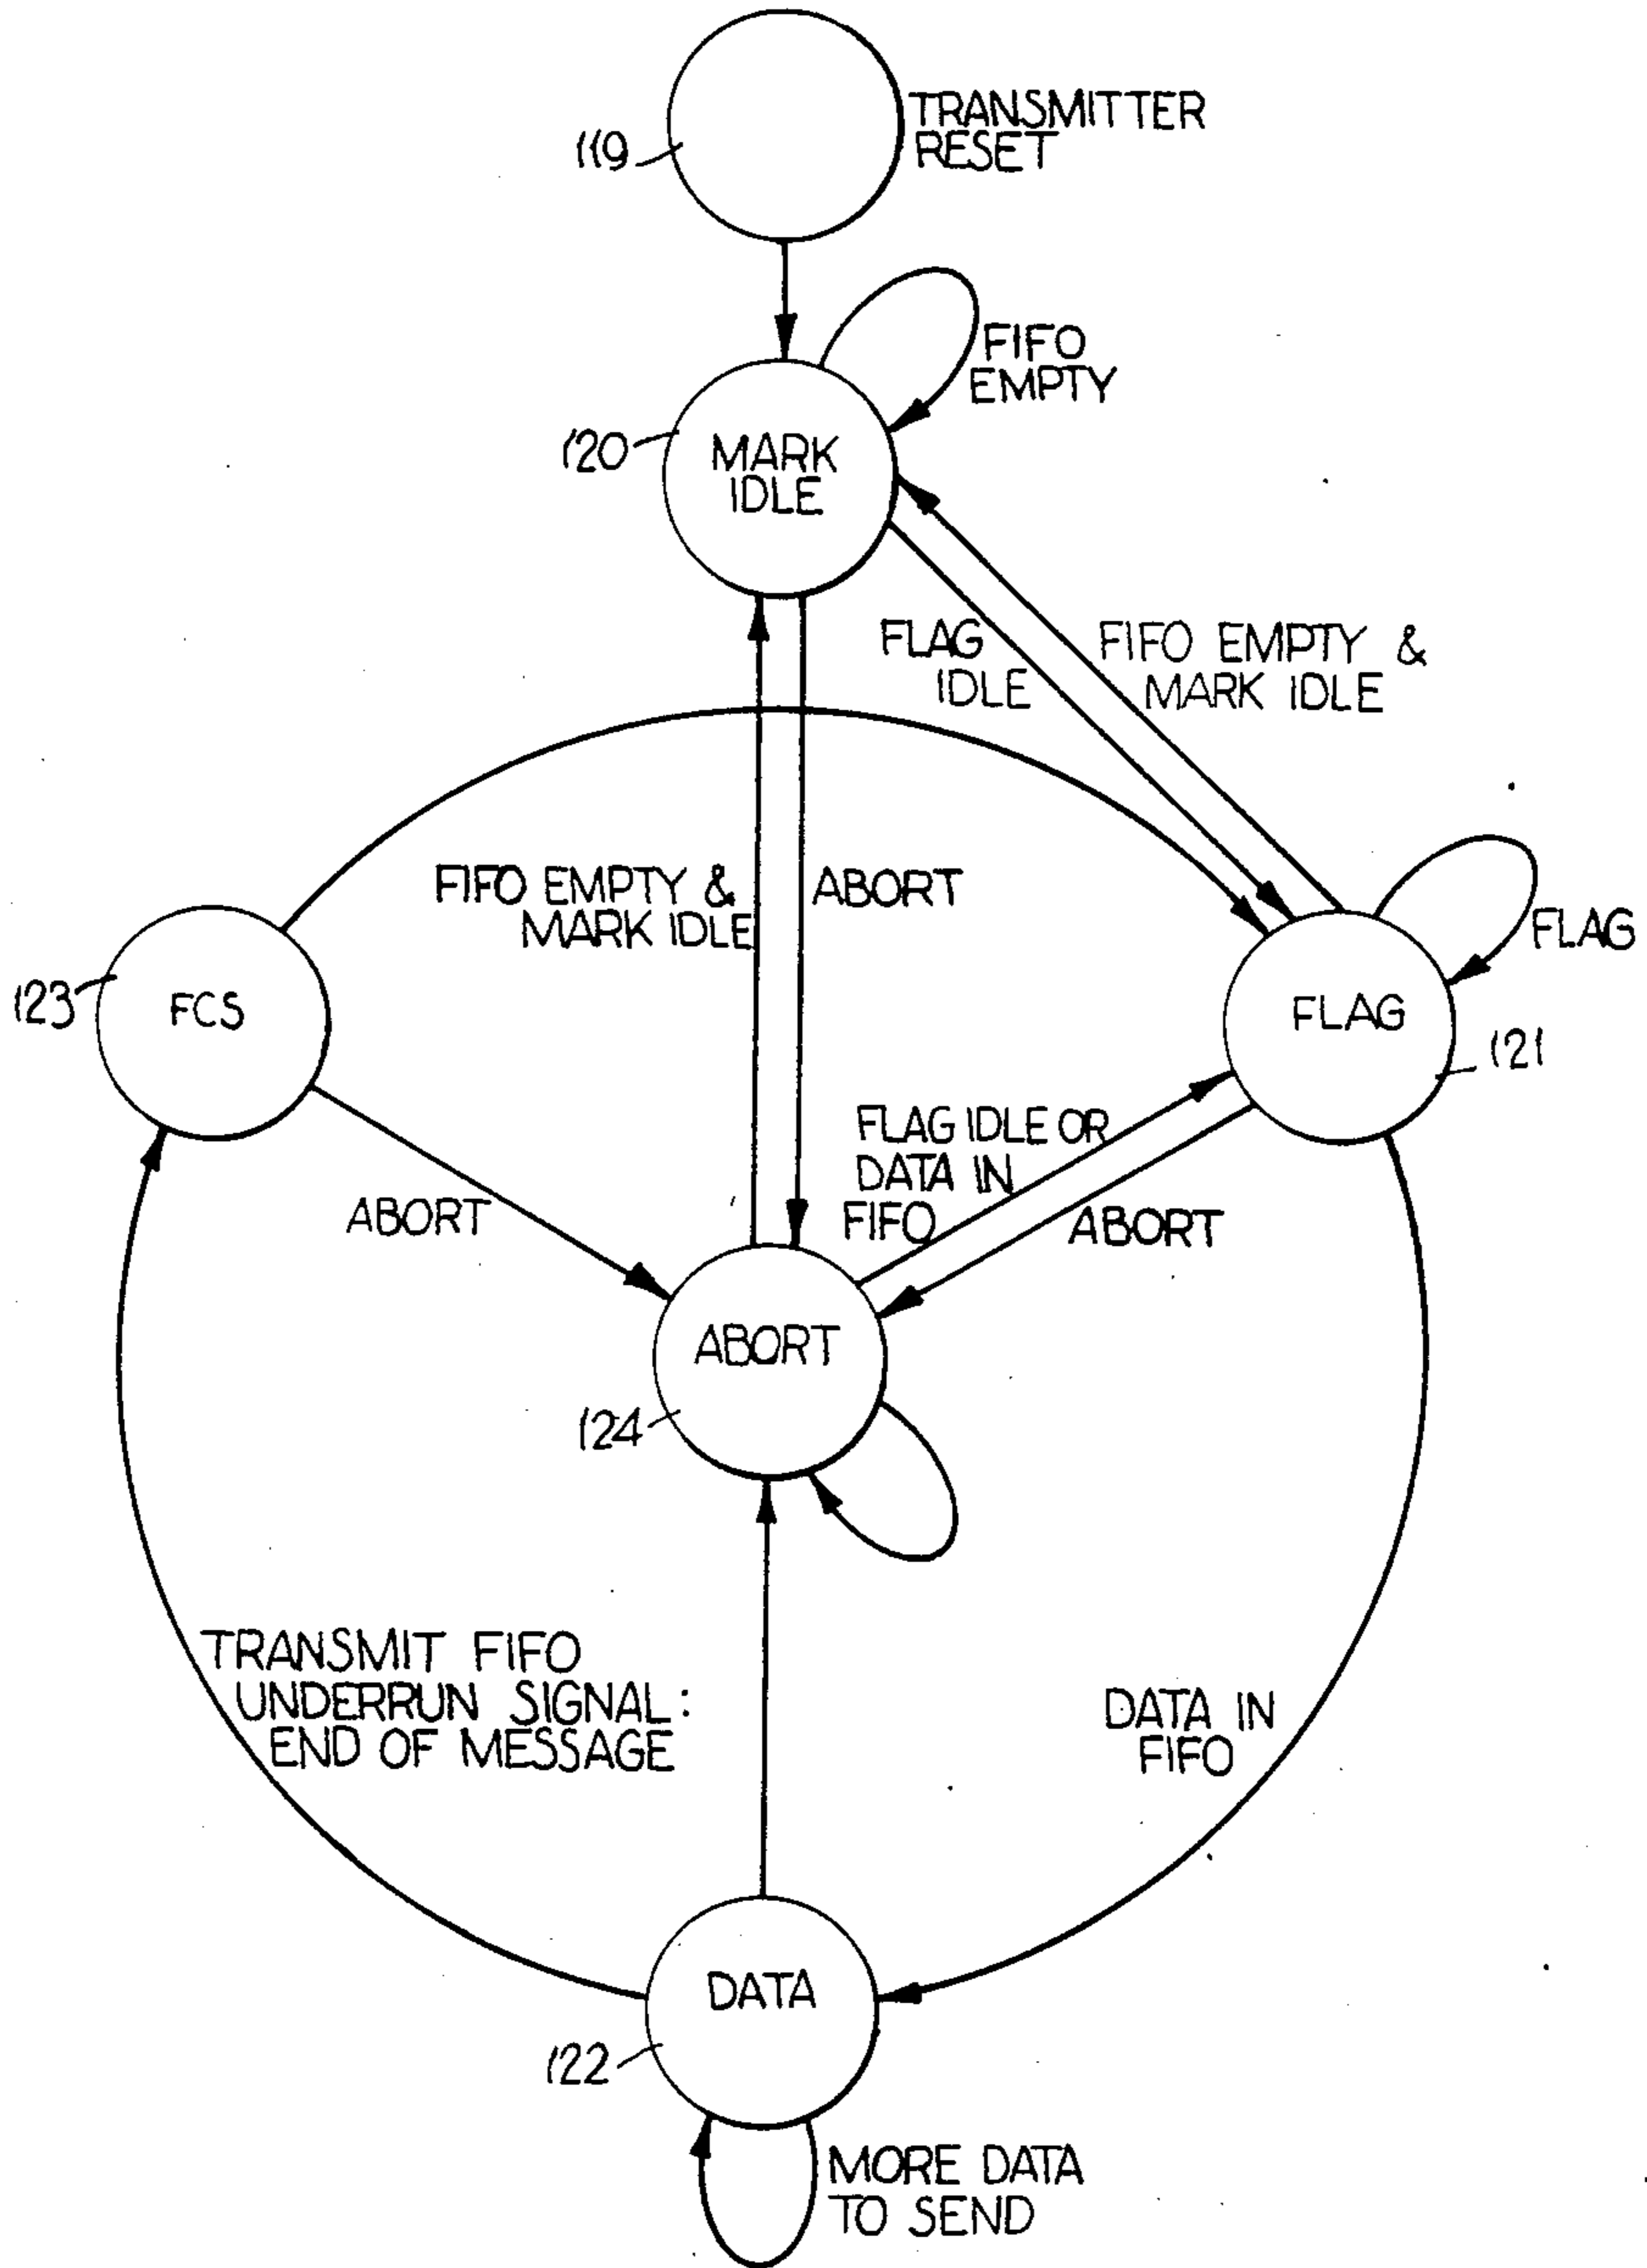 TRANSMITTER
RESET
119
FIFO
EMPTY
120
MARK
IDLE
FLAG
IDLE
FIFO EMPTY &
MARK IDLE
FIFO EMPTY &
MARK IDLE
ABORT
FLAG
123
FCS
FLAG
121
FLAG IDLE OR
DATA IN
FIFO
ABORT
ABORT
ABORT
124
TRANSMIT FIFO
UNDERRUN SIGNAL:
END OF MESSAGE
DATA IN
FIFO
DATA
122
MORE DATA
TO SEND